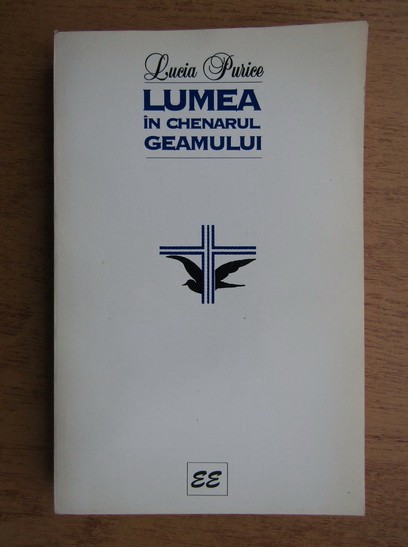 Lucia Purice
LUMEA
ÎN CHENARUL
GEAMULUI
EE